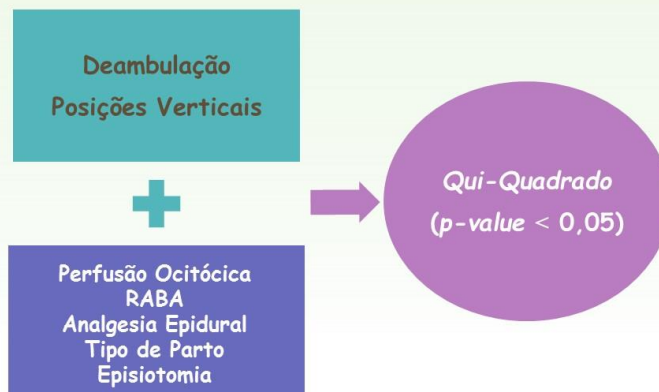 Deambulação
Posições Verticais
Perfusão Ocitócica
RABA
Analgesia Epidural
Tipo de Parto
Episiotomia
Qui-Quadrado
(p-value < 0,05)